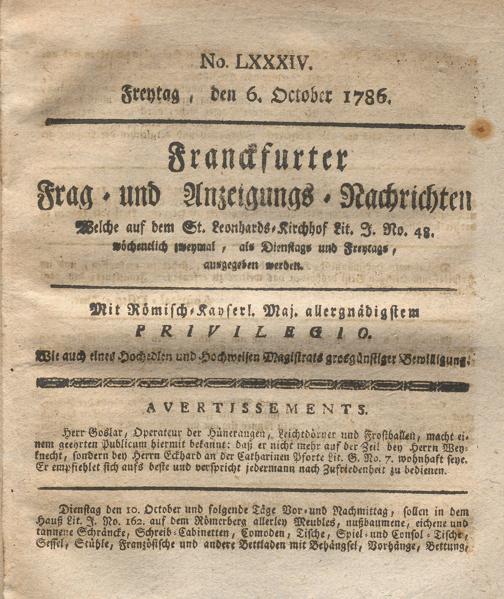 No. LXXXIV.
Freytag, den 6. October 1786.
Franckfurter
Frag- und Anzeigungs-Nachrichten
Welche auf dem St. Leonhards-Kirchhof Lit. J. No. 48.
wöchentlich zweymal, als Dienstags und Freytags,
ausgegeben werden.
Mit Römisch-Kayserl. Maj. allergnädigstem
PRIVILEGIO.
Wie auch eines Hochedlen und Hochweisen Magistrats grosgünstiger Bewilligung.
AVERTISSEMENTS.
Herr Goslar, Operateur der Hüneraugen, Leichtdörner und Frostballen, macht ei-
nem geehrten Publicum hiermit bekannt: daß er nicht mehr auf der Zeil bey Herrn Wey-
knecht, sondern bey Herrn Eckhard an der Catharinen Pforte Lit. G. No. 7. wohnhaft seye.
Er empfiehlet sich aufs beste und verspricht jedermann nach Zufriedenheit zu bedienen.
Dienstag den 10. October und folgende Täge Vor- und Nachmittag, sollen in dem
Hauß Lit. J. No. 162. auf dem Römerberg allerley Meubles, nußbaumene, eichene und
tannene Schräncke, Schreib-Cabinetten, Comoden, Tische, Spiel- und Consol-Tische,
Sessel, Stühle, Französische und andere Bettladen mit Behängsel, Vorhänge, Bettung,